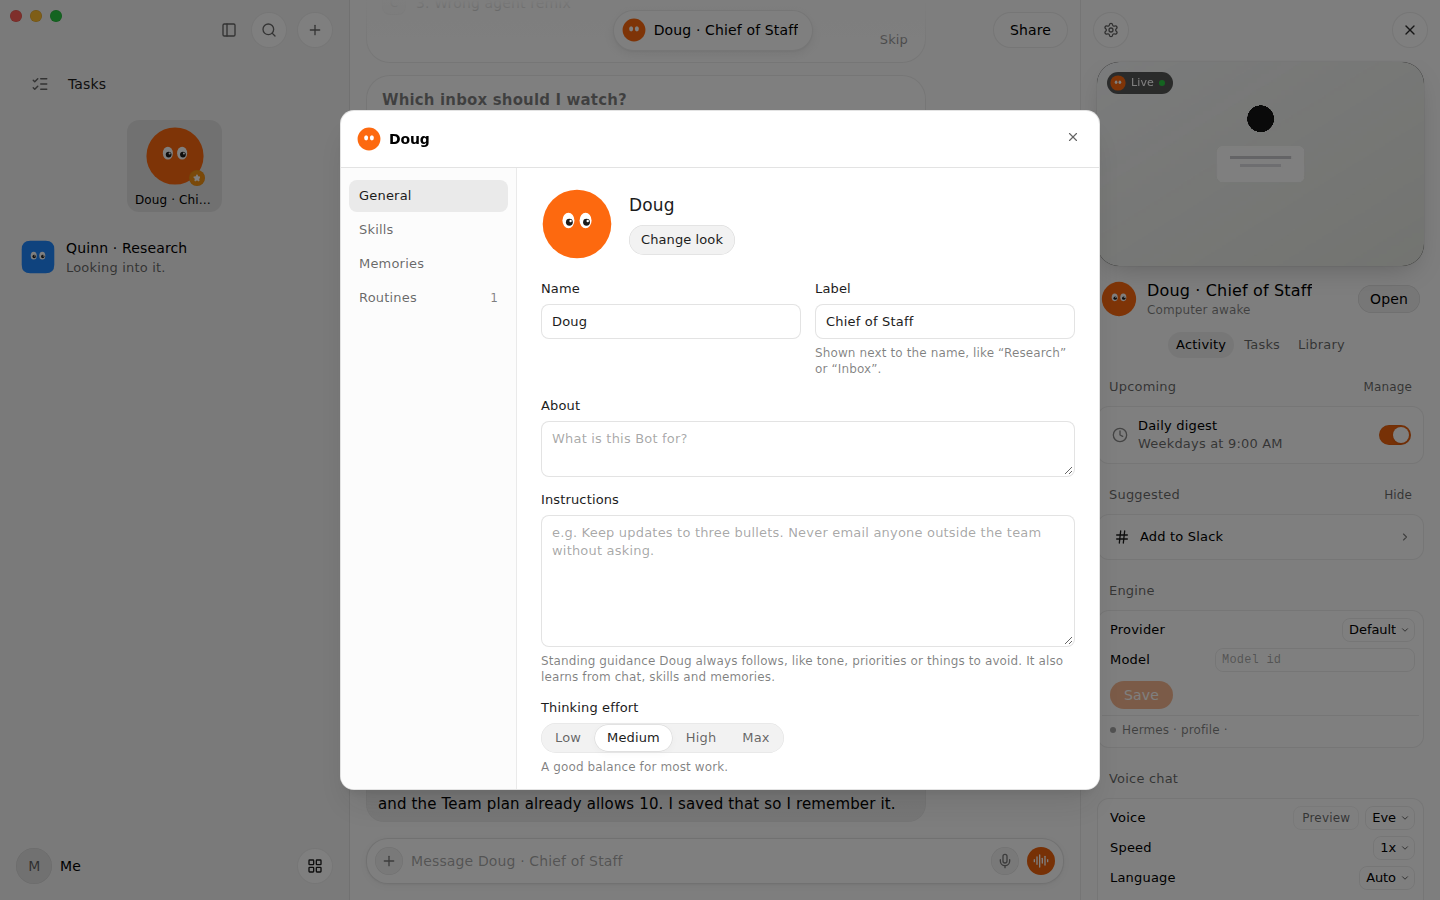 Tasks
Doug · Chi...
Quinn · Research
Looking into it.
M
Me
Doug · Chief of Staff
Share
Skip
Which inbox should I watch?
Doug
General
Skills
Memories
Routines
1
Doug
Change look
Name
Label
Doug
Chief of Staff
Shown next to the name, like “Research”
or “Inbox”.
About
What is this Bot for?
Instructions
e.g. Keep updates to three bullets. Never email anyone outside the team
without asking.
Standing guidance Doug always follows, like tone, priorities or things to avoid. It also
learns from chat, skills and memories.
Thinking effort
Low
Medium
High
Max
A good balance for most work.
and the Team plan already allows 10. I saved that so I remember it.
Message Doug · Chief of Staff
Live
Doug · Chief of Staff
Computer awake
Open
Activity
Tasks
Library
Upcoming
Manage
Daily digest
Weekdays at 9:00 AM
Suggested
Hide
Add to Slack
Engine
Provider
Default
Model
Model id
Save
Hermes · profile ·
Voice chat
Voice
Preview
Eve
Speed
1x
Language
Auto